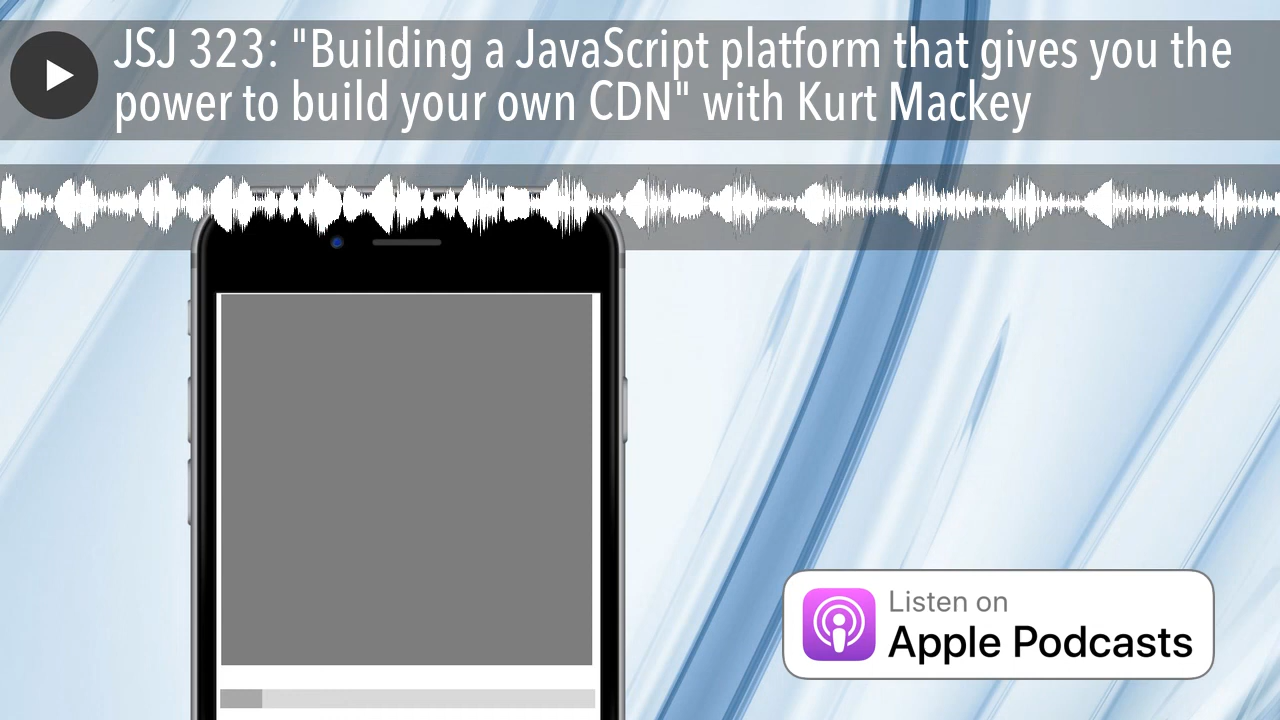 JSJ 323: "Building a JavaScript platform that gives you the
power to build your own CDN" with Kurt Mackey
Listen on
Apple Podcasts